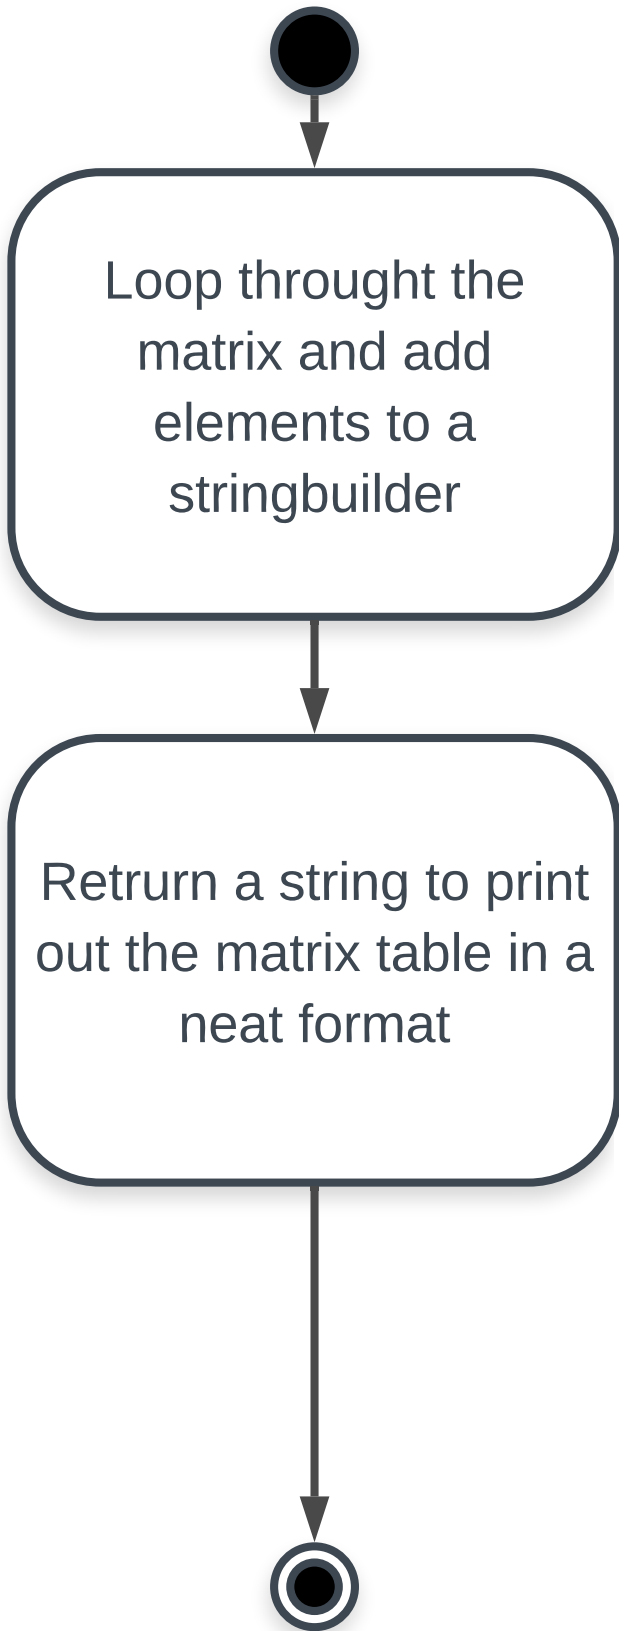 Loop throught the
matrix and add
elements to a
stringbuilder
Retrurn a string to print
out the matrix table in a
neat format